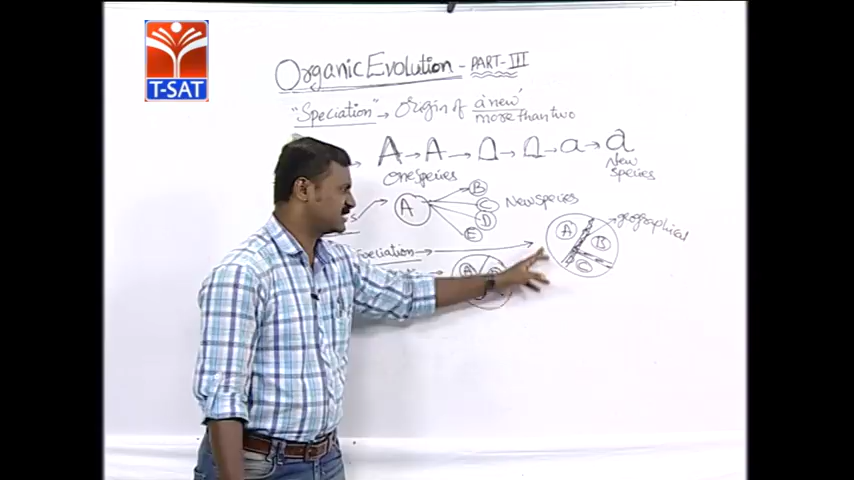 T-SAT
Organic Evolution - PART-III
"Speciation" → Origin of a 'new'
more than two
A → A → → → a → a
One Species
New
Species
A
B
C
D
E
New Species
Speciation →
A
B
C
geographical
A